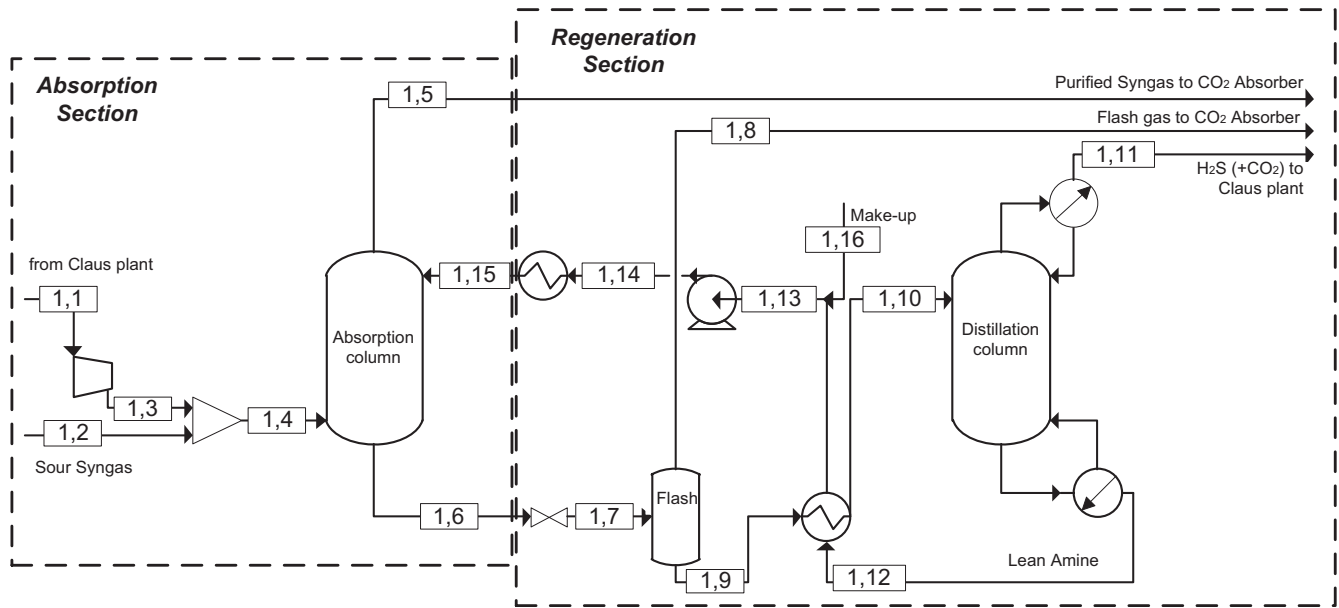 Regeneration
Section
Absorption
Section
1,5
Purified Syngas to CO2 Absorber
Flash gas to CO2 Absorber
1,8
1,11
H2S (+CO2) to
Claus plant
Make-up
1,16
from Claus plant
1,1
1,15
1,14
1,13
1,10
Absorption
column
Distillation
column
1,3
1,4
1,2
Sour Syngas
Flash
1,6
1,7
Lean Amine
1,9
1,12